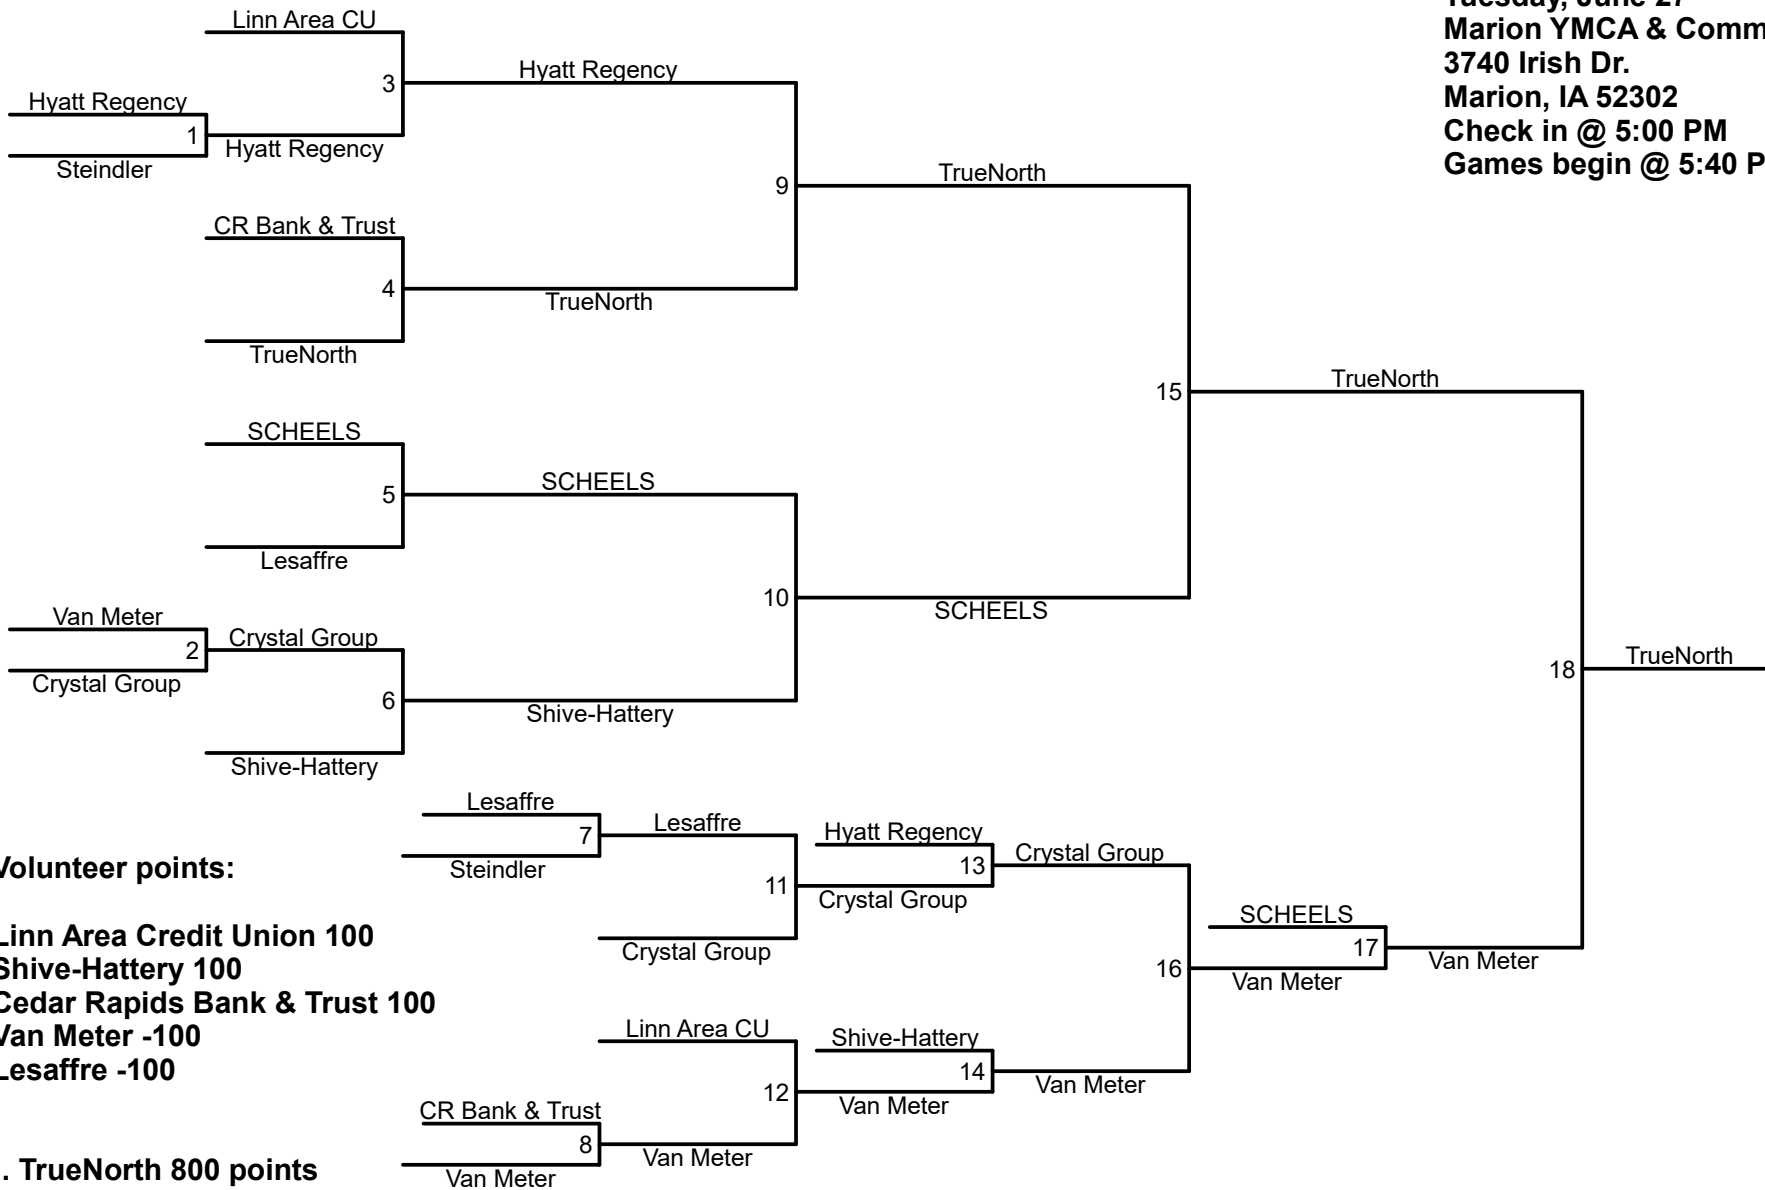 Tuesday, June 27
Marion YMCA & Comm
3740 Irish Dr.
Marion, IA 52302
Check in @ 5:00 PM
Games begin @ 5:40 P
Linn Area CU
3
Hyatt Regency
Hyatt Regency
1
Hyatt Regency
Steindler
9
TrueNorth
CR Bank & Trust
4
TrueNorth
TrueNorth
15
TrueNorth
SCHEELS
5
SCHEELS
Lesaffre
10
SCHEELS
Van Meter
2
Crystal Group
Crystal Group
6
Shive-Hattery
Shive-Hattery
18
TrueNorth
Lesaffre
7
Lesaffre
Steindler
11
Crystal Group
Hyatt Regency
13
Crystal Group
Crystal Group
SCHEELS
17
Van Meter
Van Meter
16
Linn Area CU
12
Shive-Hattery
14
Van Meter
Van Meter
CR Bank & Trust
8
Van Meter
Van Meter
Volunteer points:
Linn Area Credit Union 100
Shive-Hattery 100
Cedar Rapids Bank & Trust 100
Van Meter -100
Lesaffre -100
. TrueNorth 800 points